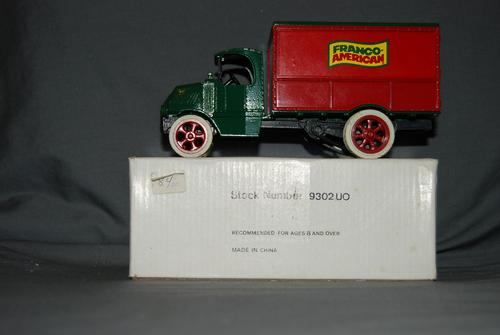 FRANCO-
AMERICAN
Stock Number 9302UO
RECOMMENDED FOR AGES 8 AND OVER
MADE IN CHINA